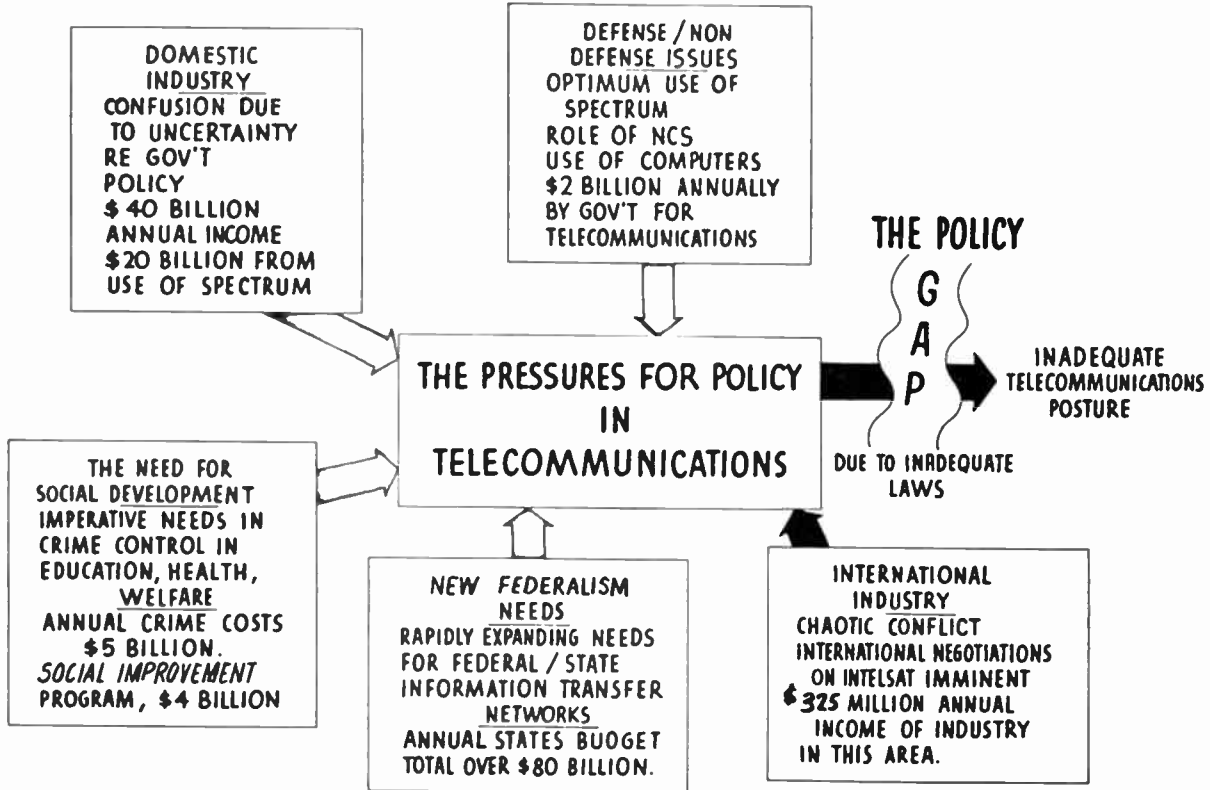 DOMESTIC
INDUSTRY
CONFUSION DUE
TO UNCERTAINTY
RE GOV'T
POLICY
$ 40 BILLION
ANNUAL INCOME
$20 BILLION FROM
USE OF SPECTRUM
DEFENSE / NON
DEFENSE ISSUES
OPTIMUM USE OF
SPECTRUM
ROLE OF NCS
USE OF COMPUTERS
$2 BILLION ANNUALLY
BY GOV'T FOR
TELECOMMUNICATIONS
THE POLICY
G
A
P
DUE TO INADEQUATE
LAWS
INADEQUATE
TELECOMMUNICATIONS
POSTURE
THE PRESSURES FOR POLICY
IN
TELECOMMUNICATIONS
THE NEED FOR
SOCIAL DEVELOPMENT
IMPERATIVE NEEDS IN
CRIME CONTROL IN
EDUCATION, HEALTH,
WELFARE
ANNUAL CRIME COSTS
$5 BILLION.
SOCIAL IMPROVEMENT
PROGRAM, $4 BILLION
NEW FEDERALISM
NEEDS
RAPIDLY EXPANDING NEEDS
FOR FEDERAL / STATE
INFORMATION TRANSFER
NETWORKS
ANNUAL STATES BUDGET
TOTAL OVER $80 BILLION.
INTERNATIONAL
INDUSTRY
CHAOTIC CONFLICT
INTERNATIONAL NEGOTIATIONS
ON INTELSAT IMMINENT
$325 MILLION ANNUAL
INCOME OF INDUSTRY
IN THIS AREA.